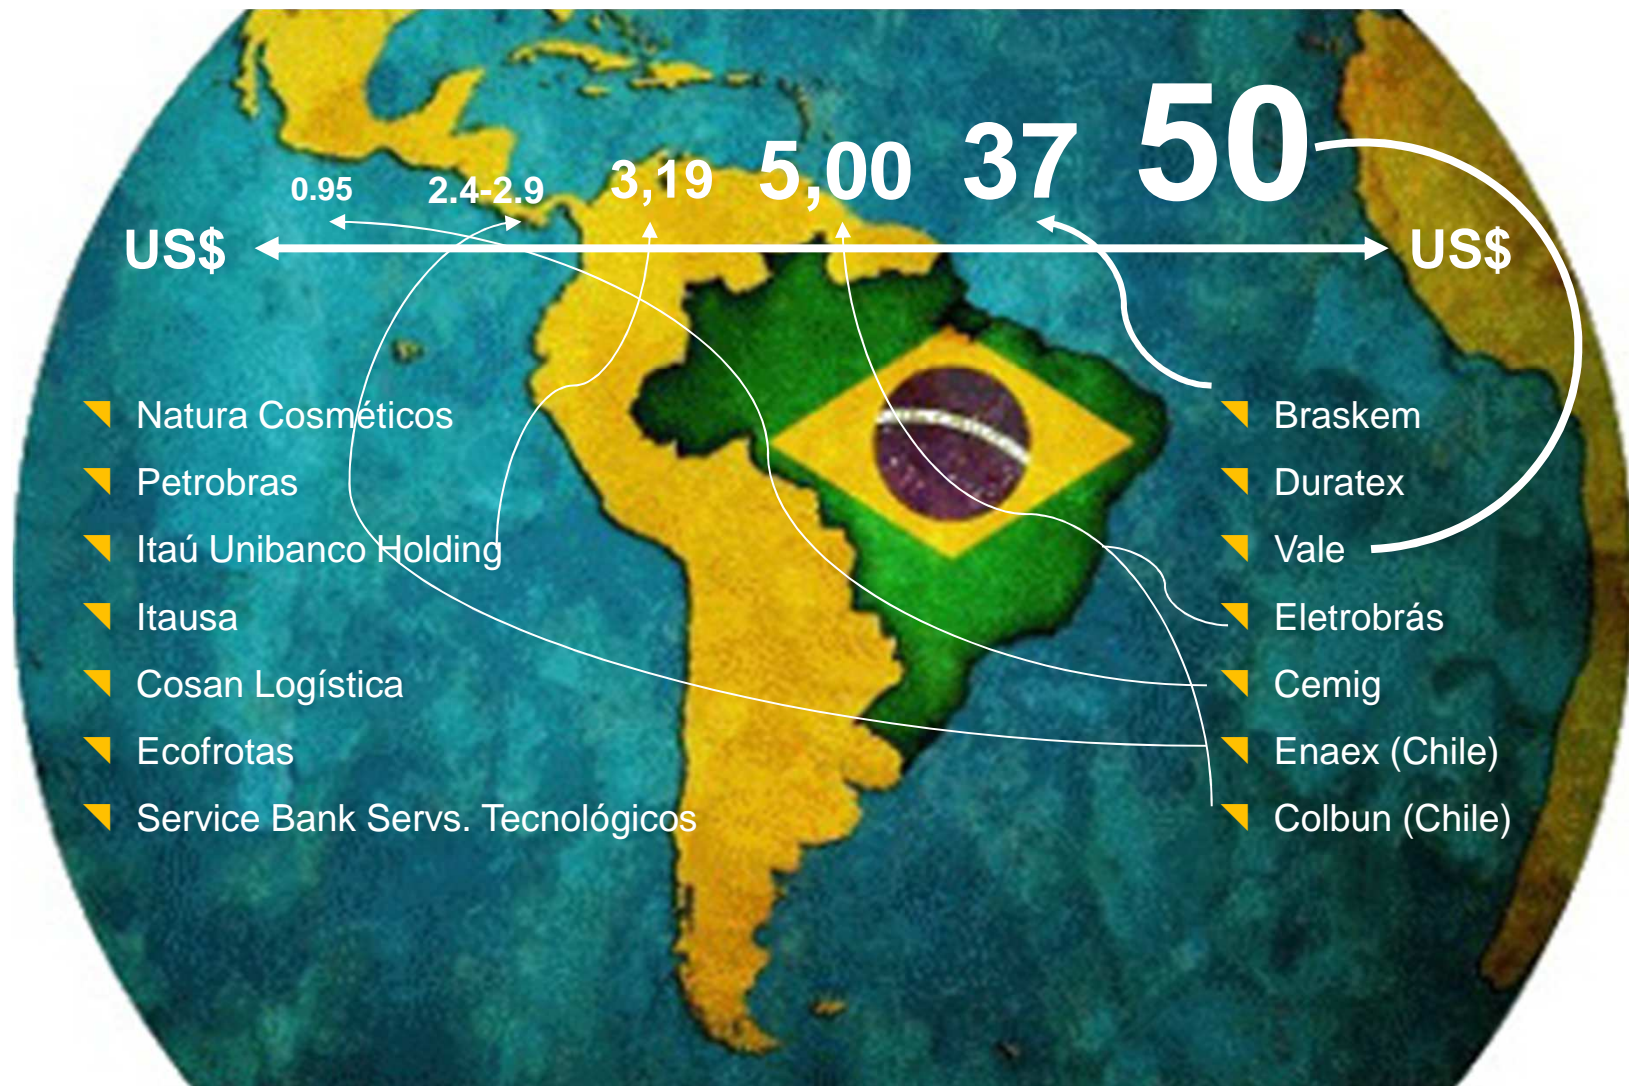 0.95
2.4-2.9
3,19
5,00
37
50
US$
US$
Natura Cosméticos
Petrobras
Itaú Unibanco Holding
Itausa
Cosan Logística
Ecofrotas
Service Bank Servs. Tecnológicos
Braskem
Duratex
Vale
Eletrobrás
Cemig
Enaex (Chile)
Colbun (Chile)